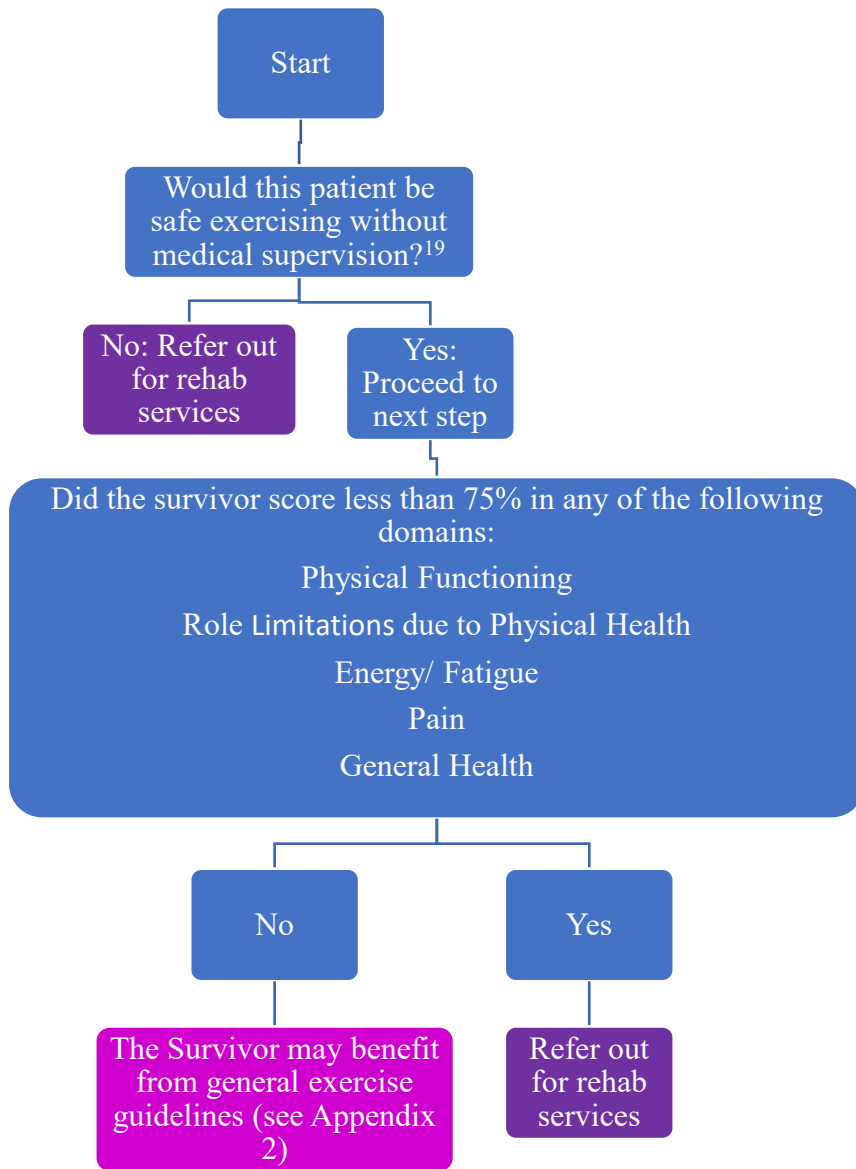 Start
Would this patient be
safe exercising without
medical supervision?¹⁹
No: Refer out
for rehab
services
Yes:
Proceed to
next step
Did the survivor score less than 75% in any of the following
domains:
Physical Functioning
Role Limitations due to Physical Health
Energy/ Fatigue
Pain
General Health
No
Yes
The Survivor may benefit
from general exercise
guidelines (see Appendix
2)
Refer out
for rehab
services